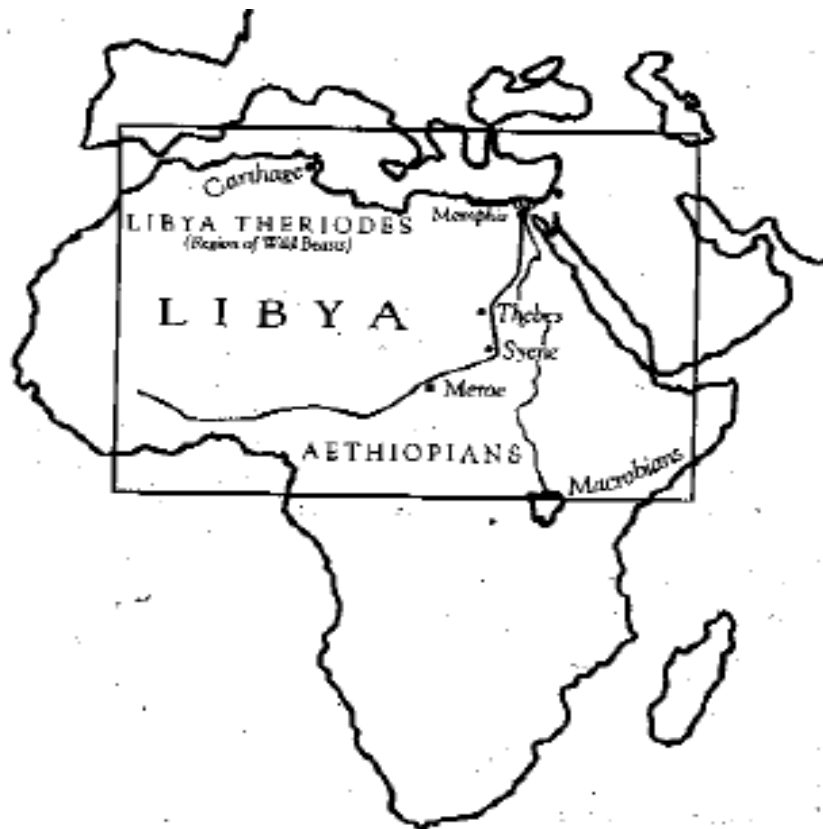 Carthage
LIBYA THERIODES
(Region of Wild Beasts)
Memphis
LIBYA
Thebes
Syene
Meroe
AETHIOPIANS
Macrobians